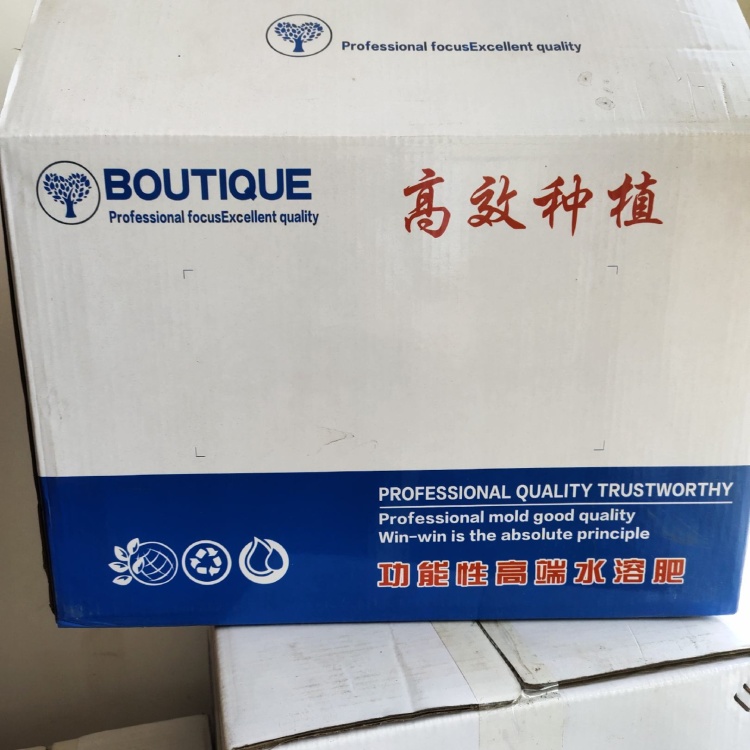 Professional focusExcellent quality
BOUTIQUE
Professional focusExcellent quality
高效种植
PROFESSIONAL QUALITY TRUSTWORTHY
Professional mold good quality
Win-win is the absolute principle
功能性高端水溶肥